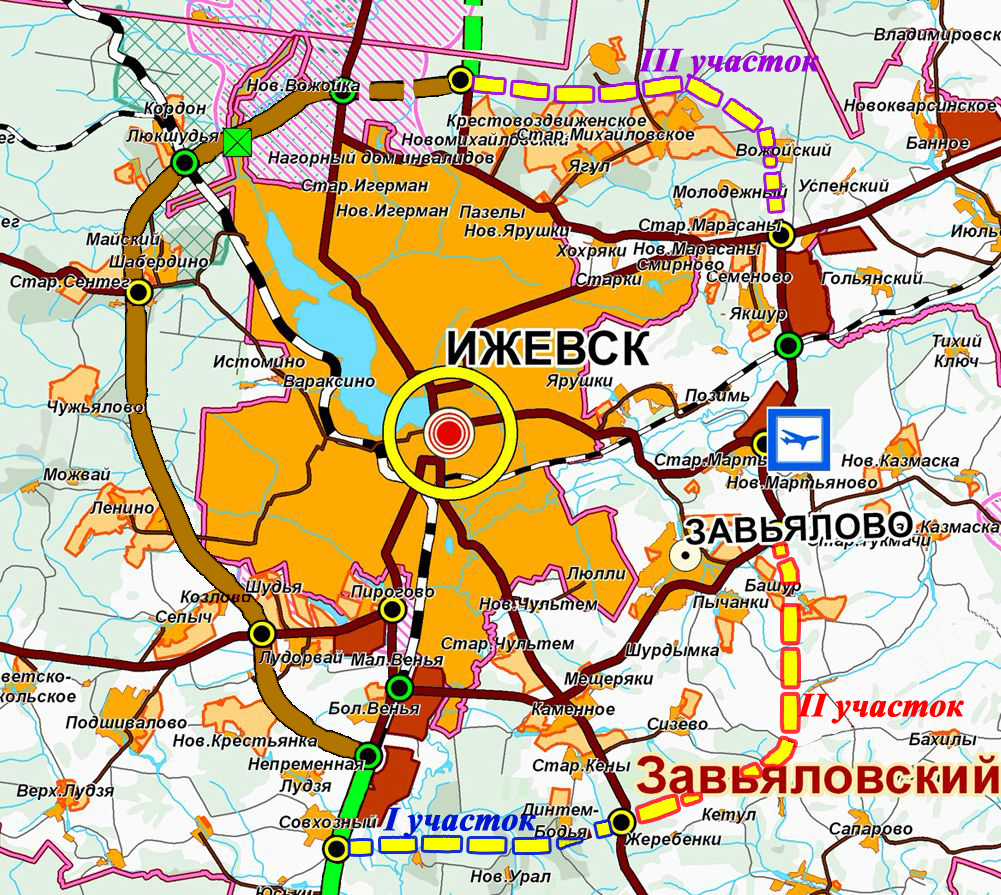 III участок
Владимировск
Нов.Вожойка
Кордон
Люкшудья
Крестовоздвиженское
Новомихайловский
Стар.Михайловское
Новокварсинское
Банное
Нагорный дом инвалидов
Ягул
Вожойский
Стар.Игерман
Молодежный
Успенский
Нов.Игерман
Пазелы
Нов.Ярушки
Стар.Марасаны
Июль
Майский
Хохряки
Нов.Марасаны
Шабердино
Смирново
Стар.Сентег
Старки
Семеново
Гольянский
Якшур
ИЖЕВСК
Тихий
Ключ
Истомино
Вараксино
Ярушки
Позимь
Чужьялово
Стар.Марть
Нов.Казмаска
Можвай
Нов.Мартьяново
Ленино
ЗАВЬЯЛОВО
Казмаска
Люлли
Шудья
Козлово
Пирогово
Башур
Сепыч
Нов.Чультем
Пычанки
Стар.Чультем
Шурдымка
Лудорвай
Мал.Венья
ветско-
кольское
Мещеряки
Бол.Венья
Каменное
II участок
Подшивалово
Сизево
Нов.Крестьянка
Бахилы
Непременная
Лудзя
Стар.Кены
Завьяловский
Верх.Лудзя
Совхозный
I участок
Динтем-
Бодья
Кетул
Жеребенки
Сапарово
Нов.Урал
Юськи